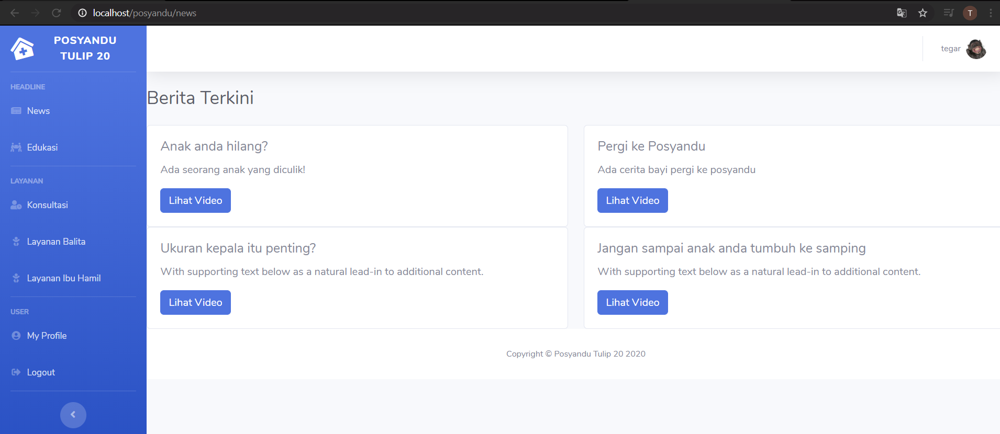 localhost/posyandu/news
T
POSYANDU
TULIP 20
tegar
HEADLINE
News
Edukasi
LAYANAN
Konsultasi
Layanan Balita
Layanan Ibu Hamil
USER
My Profile
Logout
Berita Terkini
Anak anda hilang?
Ada seorang anak yang diculik!
Lihat Video
Pergi ke Posyandu
Ada cerita bayi pergi ke posyandu
Lihat Video
Ukuran kepala itu penting?
With supporting text below as a natural lead-in to additional content.
Lihat Video
Jangan sampai anak anda tumbuh ke samping
With supporting text below as a natural lead-in to additional content.
Lihat Video
Copyright © Posyandu Tulip 20 2020